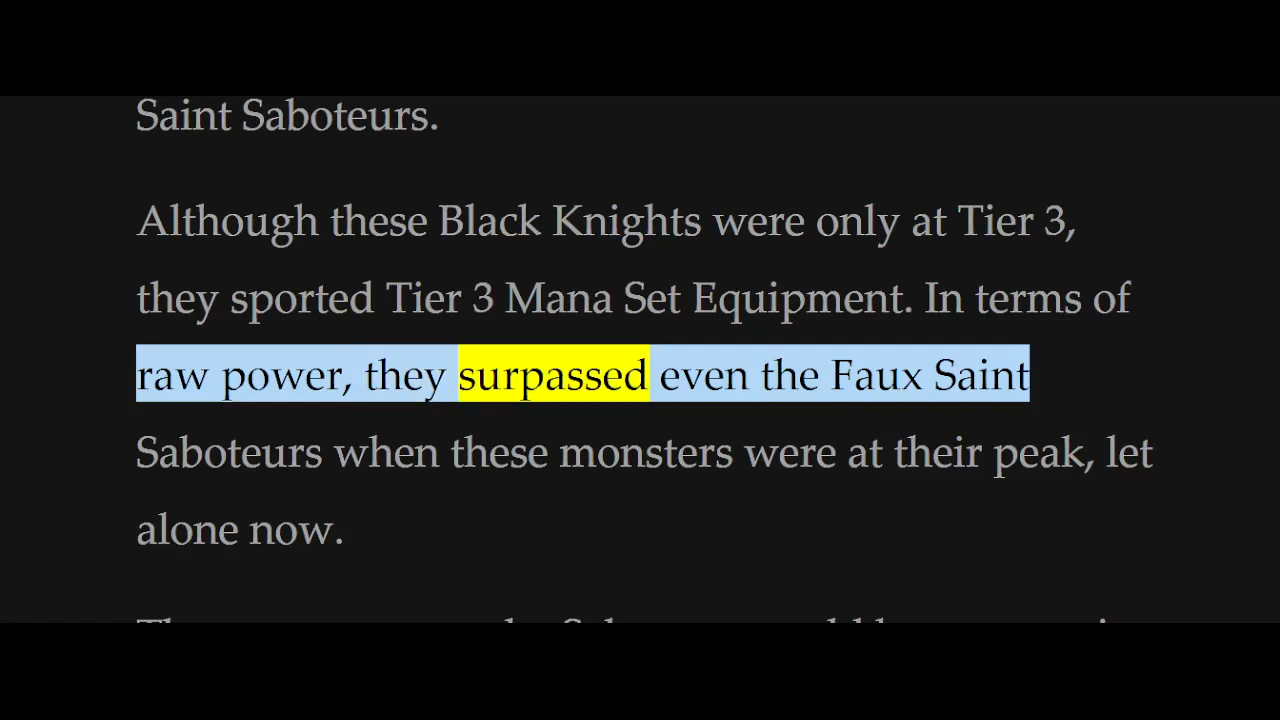 Saint Saboteurs.
Although these Black Knights were only at Tier 3,
they sported Tier 3 Mana Set Equipment. In terms of
raw power, they surpassed even the Faux Saint
Saboteurs when these monsters were at their peak, let
alone now.